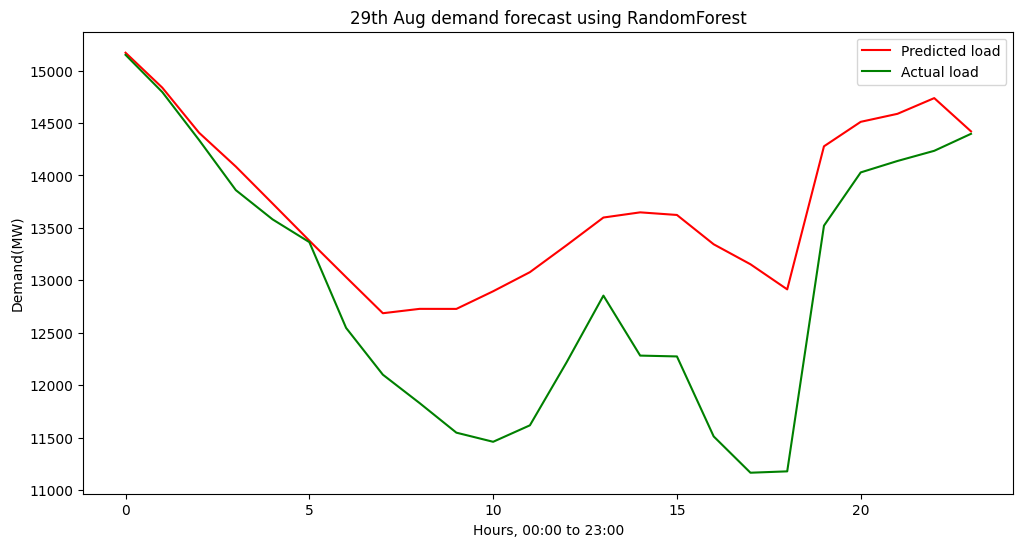 29th Aug demand forecast using RandomForest
Predicted load
Actual load
15000
14500
14000
13500
13000
12500
12000
11500
11000
Demand(MW)
0 5 10 15 20
Hours, 00:00 to 23:00